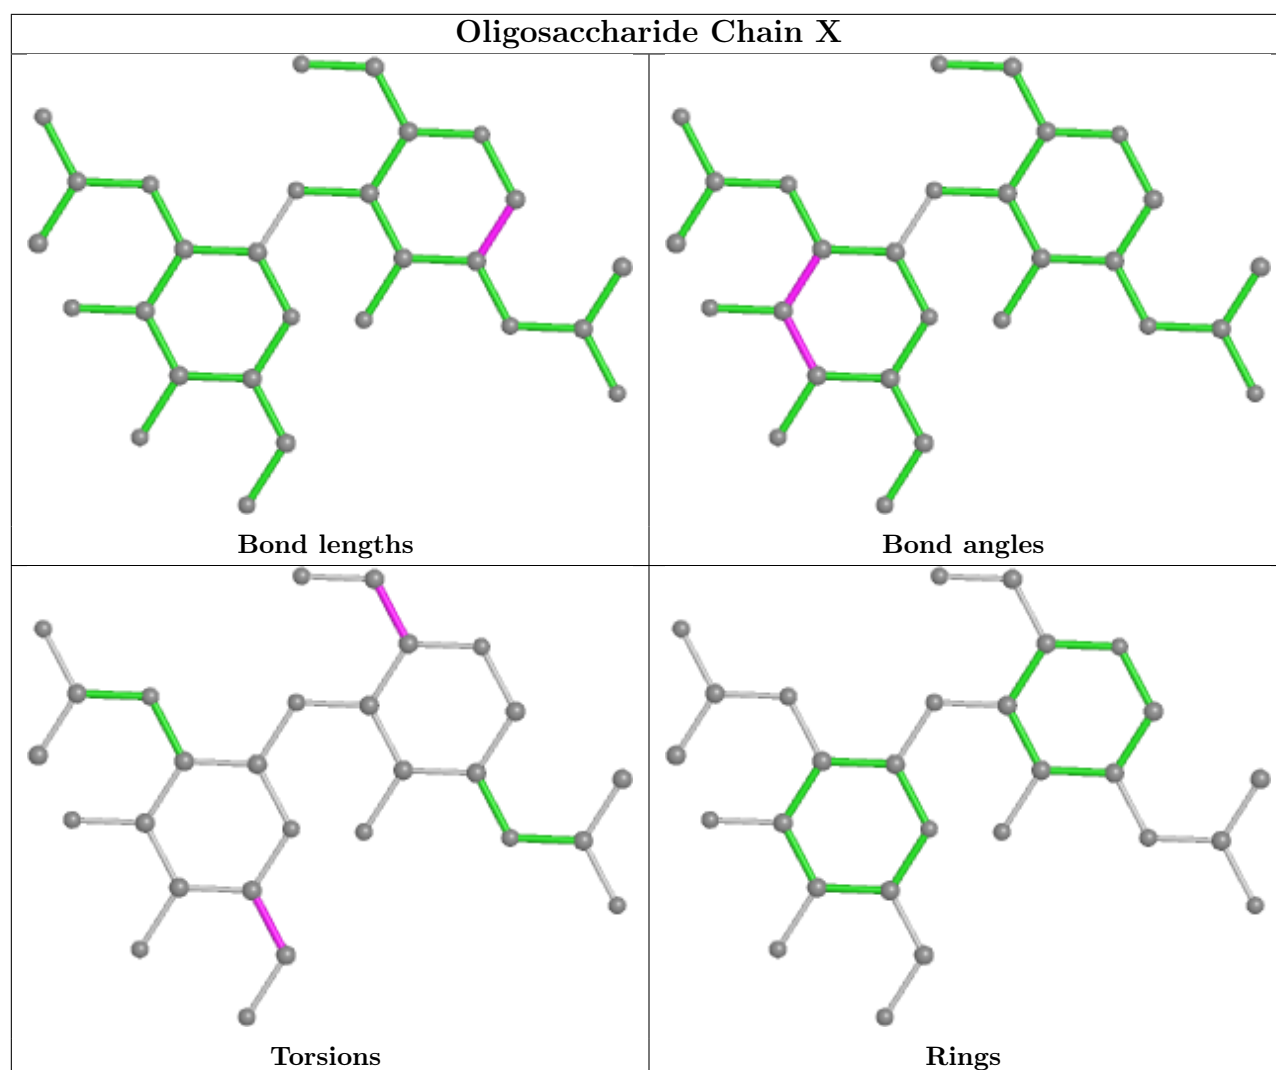 Oligosaccharide Chain X
Bond lengths
Bond angles
Torsions
Rings